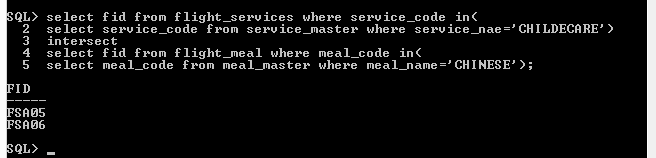 SQL> select fid from flight_services where service_code in(
2 select service_code from service_master where service_nae='CHILDECARE')
3 intersect
4 select fid from flight_meal where meal_code in(
5 select meal_code from meal_master where meal_name='CHINESE');
FID
-----
FSA05
FSA06
SQL> _